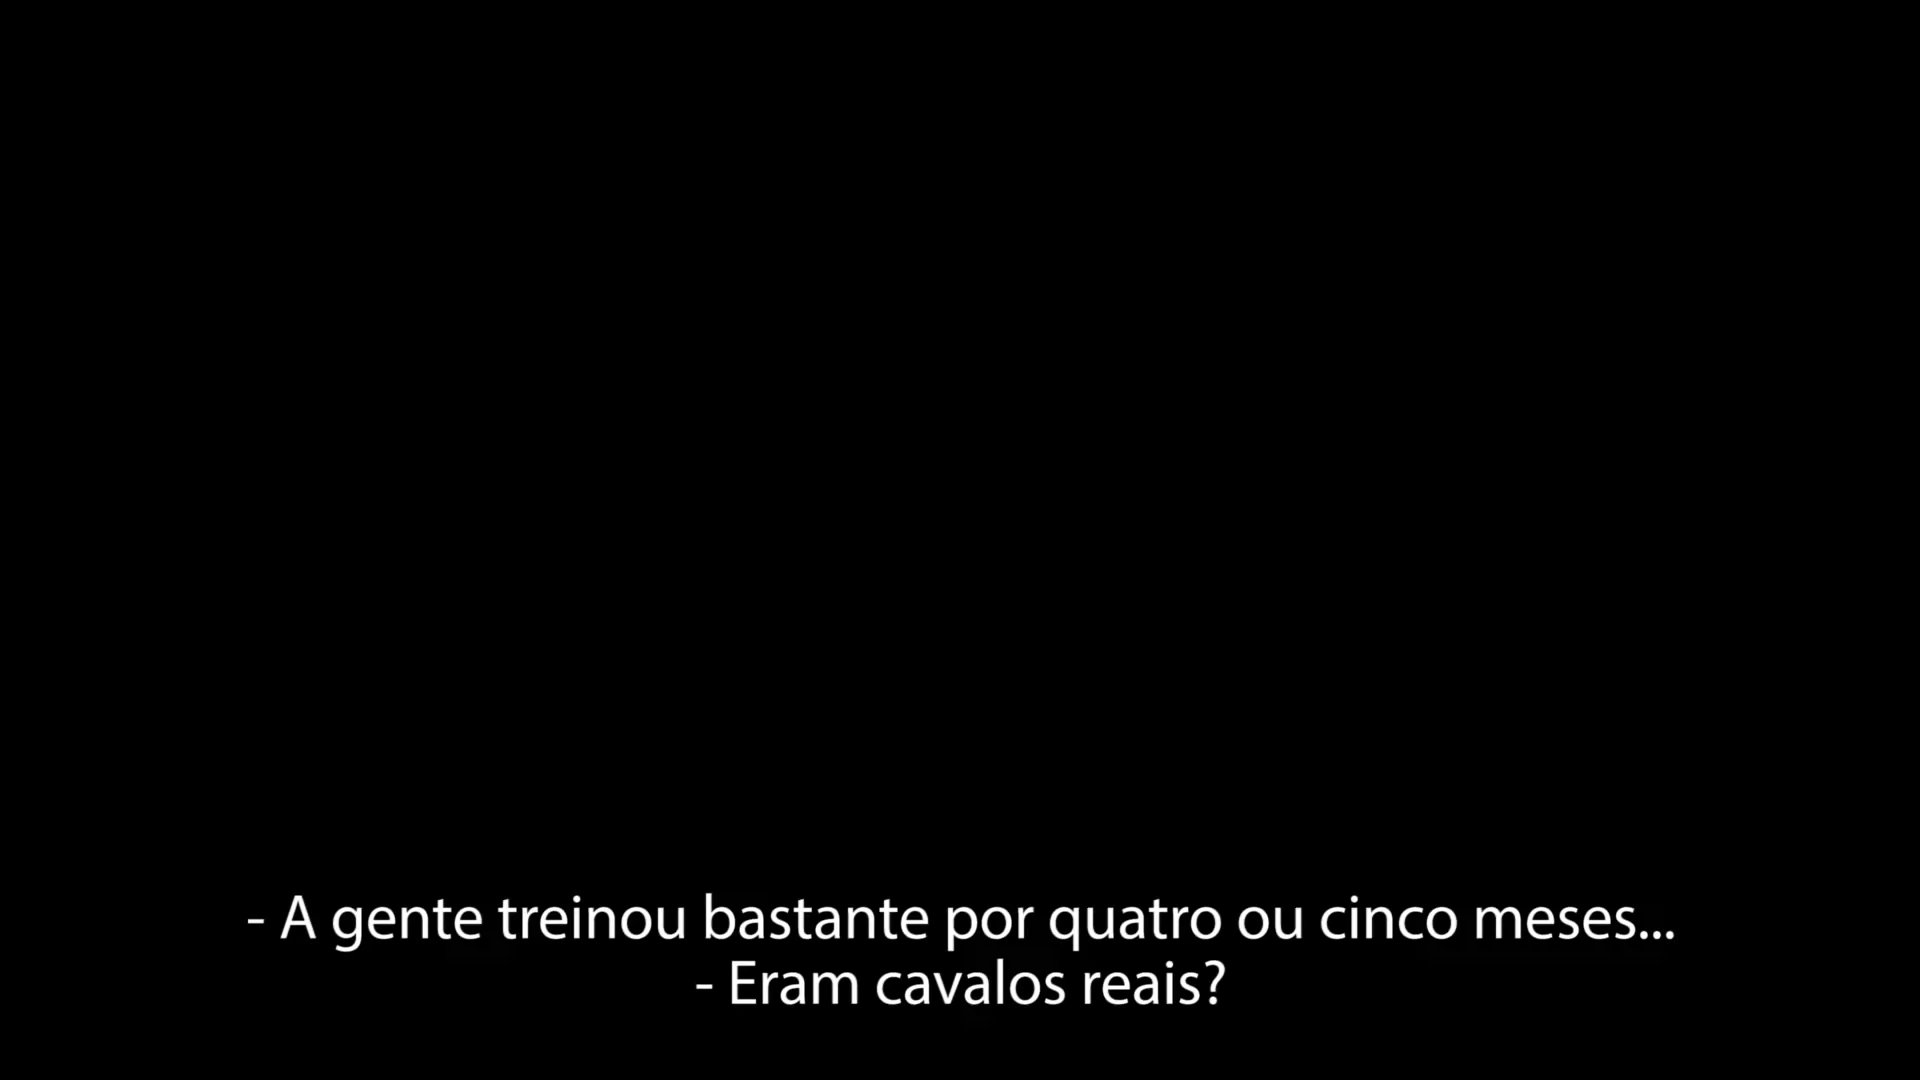 - A gente treinou bastante por quatro ou cinco meses...
- Eram cavalos reais?